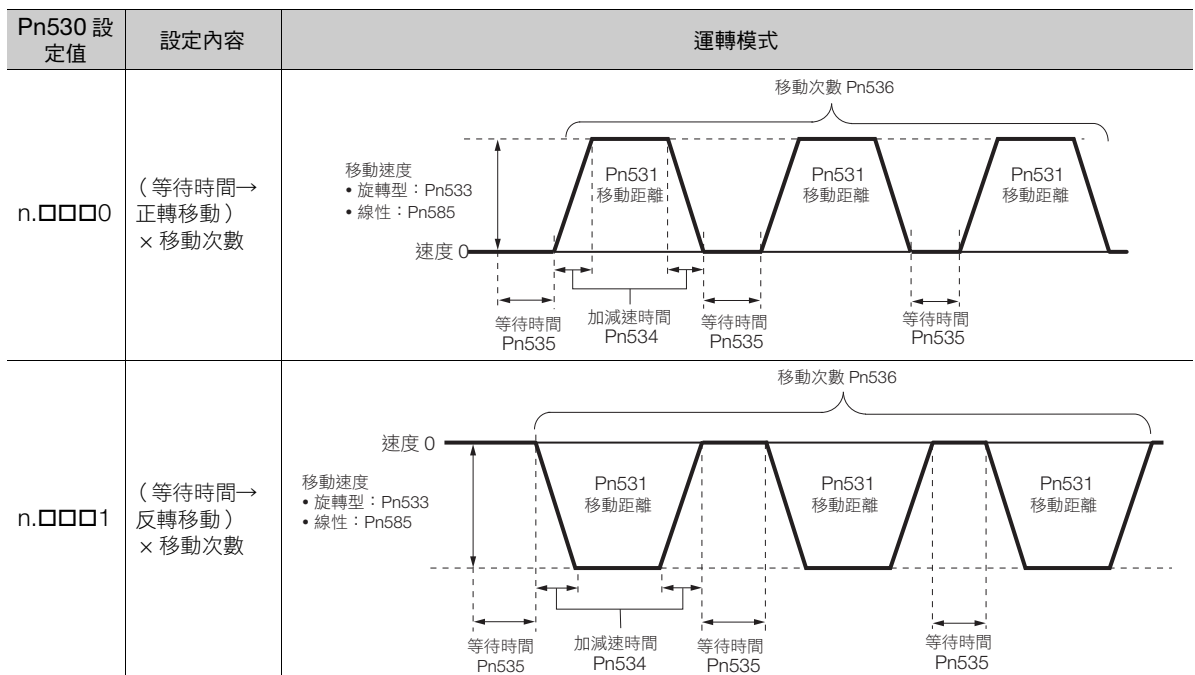 Pn530 設
定值
設定內容
運轉模式
n.□□□0
（等待時間→
正轉移動）
× 移動次數
移動次數 Pn536
移動速度
• 旋轉型：Pn533
• 線性：Pn585
速度 0
Pn531
移動距離
Pn531
移動距離
Pn531
移動距離
等待時間
Pn535
加減速時間
Pn534
等待時間
Pn535
等待時間
Pn535
n.□□□1
（等待時間→
反轉移動）
× 移動次數
移動次數 Pn536
速度 0
移動速度
• 旋轉型：Pn533
• 線性：Pn585
Pn531
移動距離
Pn531
移動距離
Pn531
移動距離
等待時間
Pn535
加減速時間
Pn534
等待時間
Pn535
等待時間
Pn535